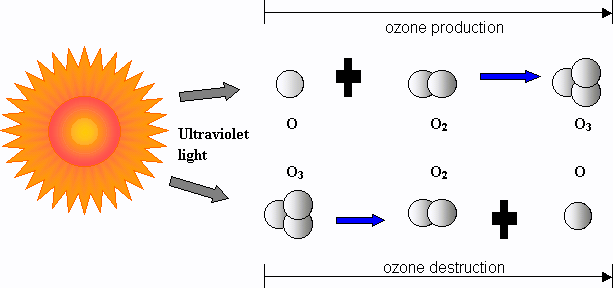 ozone production
O O₂ O₃
Ultraviolet
light
O₃ O₂ O
ozone destruction